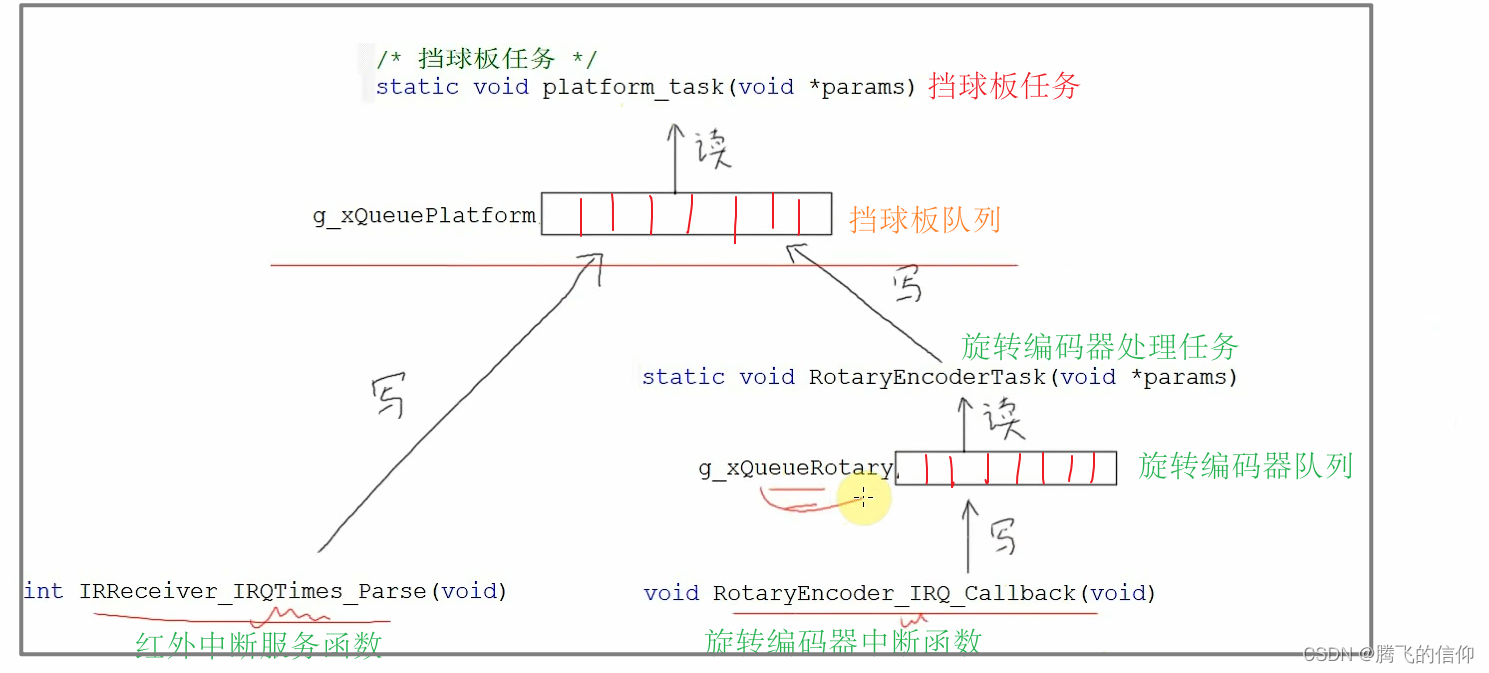 /* 挡球板任务 */
static void platform_task(void *params) 挡球板任务
读
g_xQueuePlatform 挡球板队列
写
写
旋转编码器处理任务
static void RotaryEncoderTask(void *params)
读
g_xQueueRotary 旋转编码器队列
写
int IRReceiver_IRQTimes_Parse(void) void RotaryEncoder_IRQ_Callback(void)
红外中断服务函数 旋转编码器中断函数
CSDN @腾飞的信仰